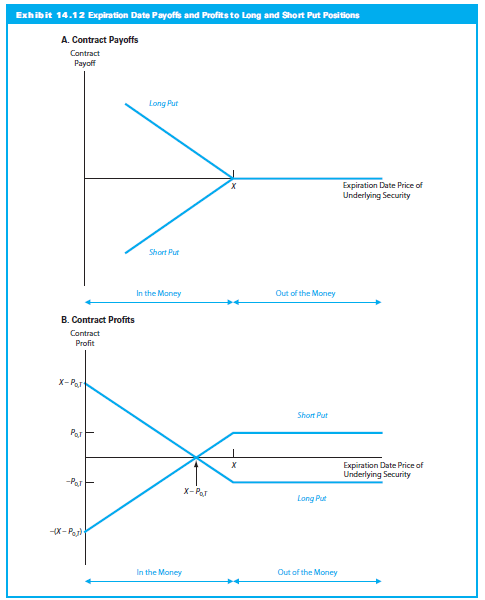 Exhibit 14.12 Expiration Date Payoffs and Profits to Long and Short Put Positions
A. Contract Payoffs
Contract
Payoff
Long Put
X
Expiration Date Price of
Underlying Security
Short Put
In the Money
Out of the Money
B. Contract Profits
Contract
Profit
X – P0,T
Short Put
P0,T
X
Expiration Date Price of
Underlying Security
–P0,T
X – P0,T
Long Put
–(X – P0,T)
In the Money
Out of the Money